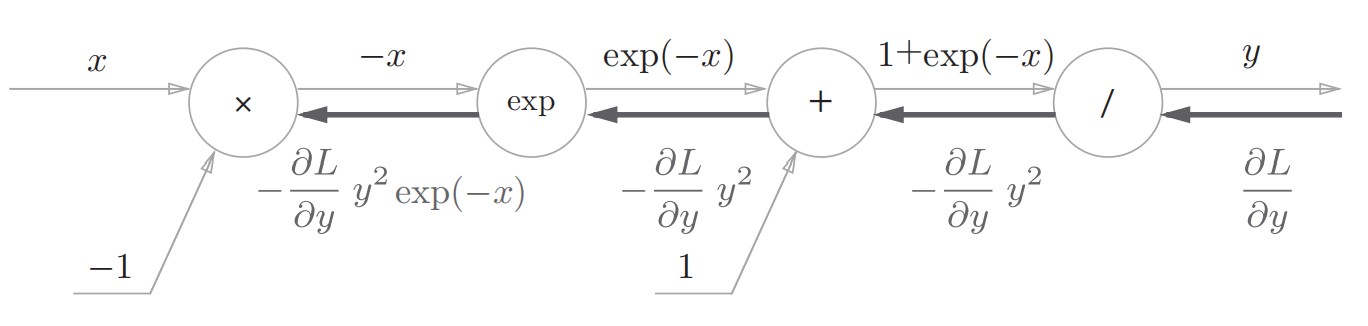 x
−x
exp(−x)
1+exp(−x)
y
×
exp
+
/
−∂L/∂y y² exp(−x)
−∂L/∂y y²
−∂L/∂y y²
∂L/∂y
−1
1